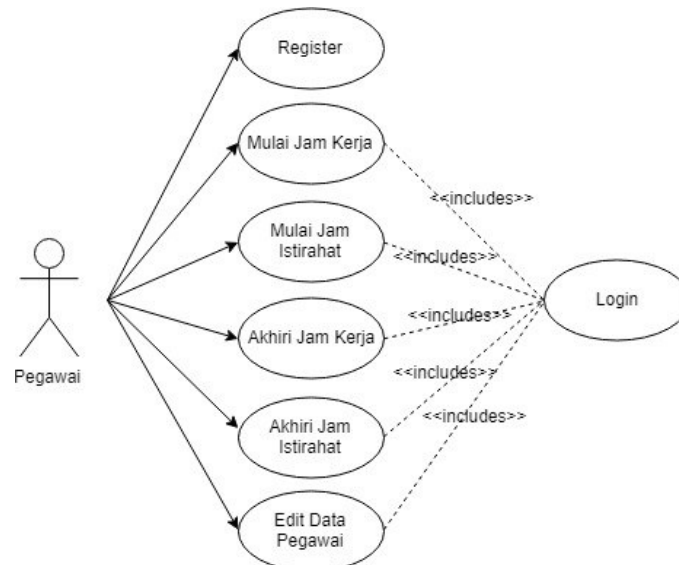 Register
Mulai Jam Kerja
<<includes>>
Mulai Jam
Istirahat
<<includes>>
Login
Akhiri Jam Kerja
<<includes>>
Pegawai
<<includes>>
Akhiri Jam
Istirahat
<<includes>>
Edit Data
Pegawai